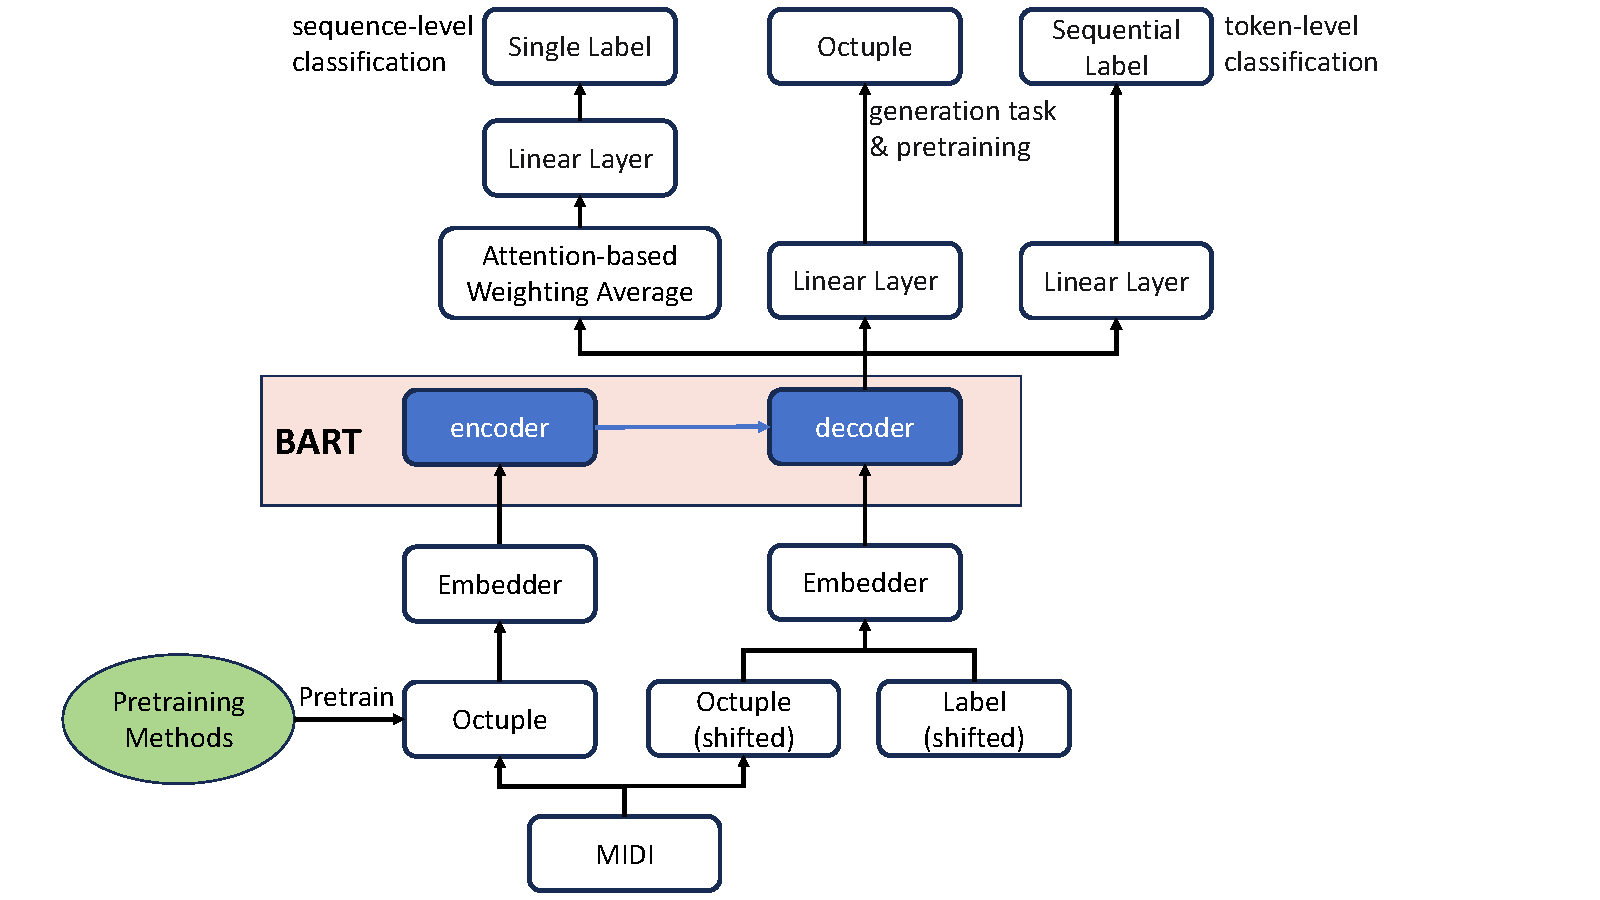 sequence-level
classification
Single Label
Octuple
Sequential
Label
token-level
classification
generation task
& pretraining
Linear Layer
Attention-based
Weighting Average
Linear Layer
Linear Layer
BART
encoder
decoder
Embedder
Embedder
Pretraining
Methods
Pretrain
Octuple
Octuple
(shifted)
Label
(shifted)
MIDI